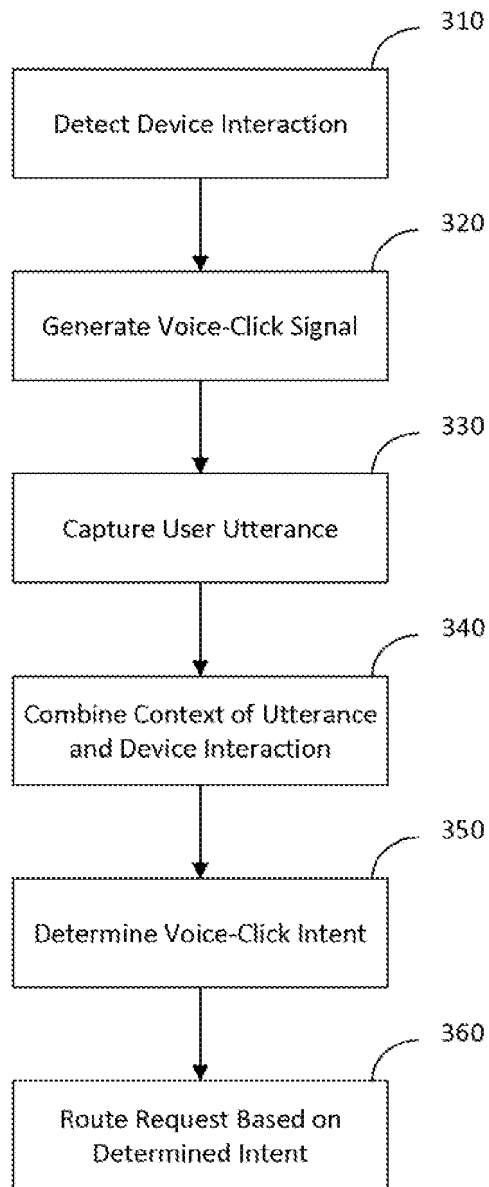 310
Detect Device Interaction
320
Generate Voice-Click Signal
330
Capture User Utterance
340
Combine Context of Utterance
and Device Interaction
350
Determine Voice-Click Intent
360
Route Request Based on
Determined Intent